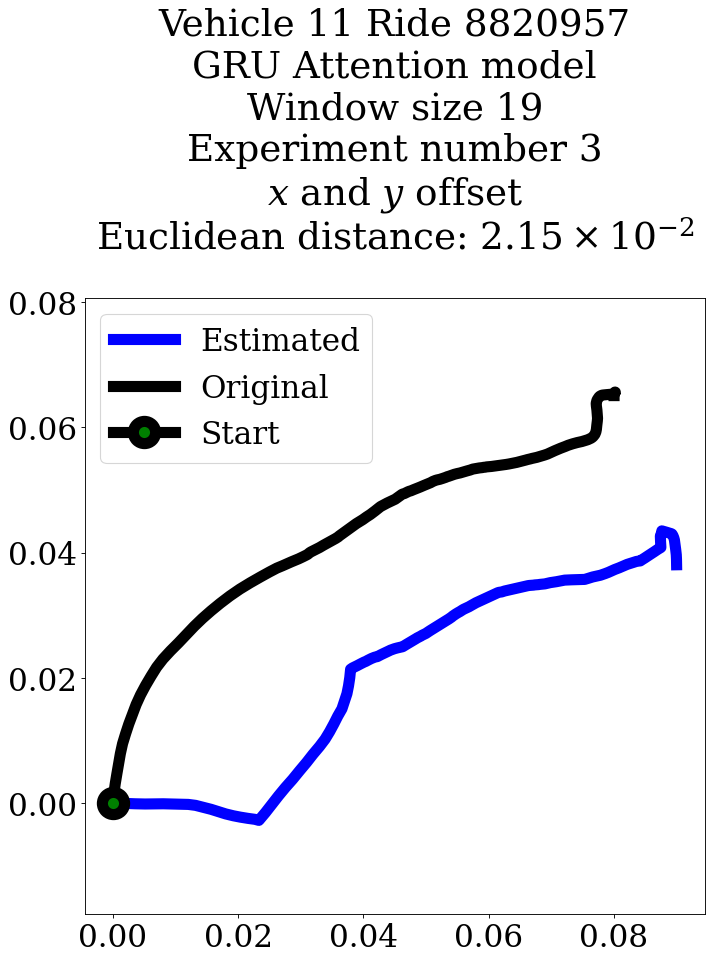 Vehicle 11 Ride 8820957
GRU Attention model
Window size 19
Experiment number 3
x and y offset
Euclidean distance: 2.15 × 10⁻²
0.08
0.06
0.04
0.02
0.00
Estimated
Original
Start
0.00 0.02 0.04 0.06 0.08